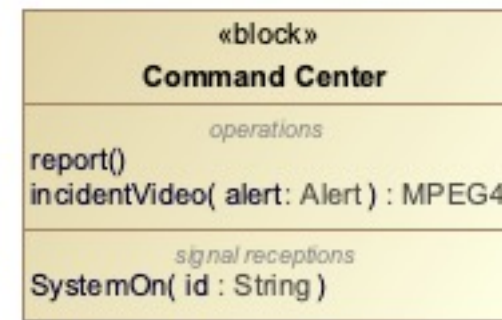 «block»
Command Center
operations
report()
incidentVideo( alert: Alert ) : MPEG4
signal receptions
SystemOn( id : String )